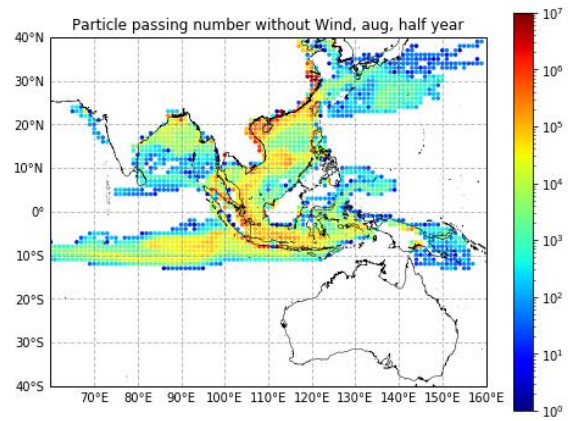 Particle passing number without Wind, aug, half year
40°N
30°N
20°N
10°N
0°
10°S
20°S
30°S
40°S
70°E 80°E 90°E 100°E 110°E 120°E 130°E 140°E 150°E 160°E
10⁷
10⁶
10⁵
10⁴
10³
10²
10¹
10⁰